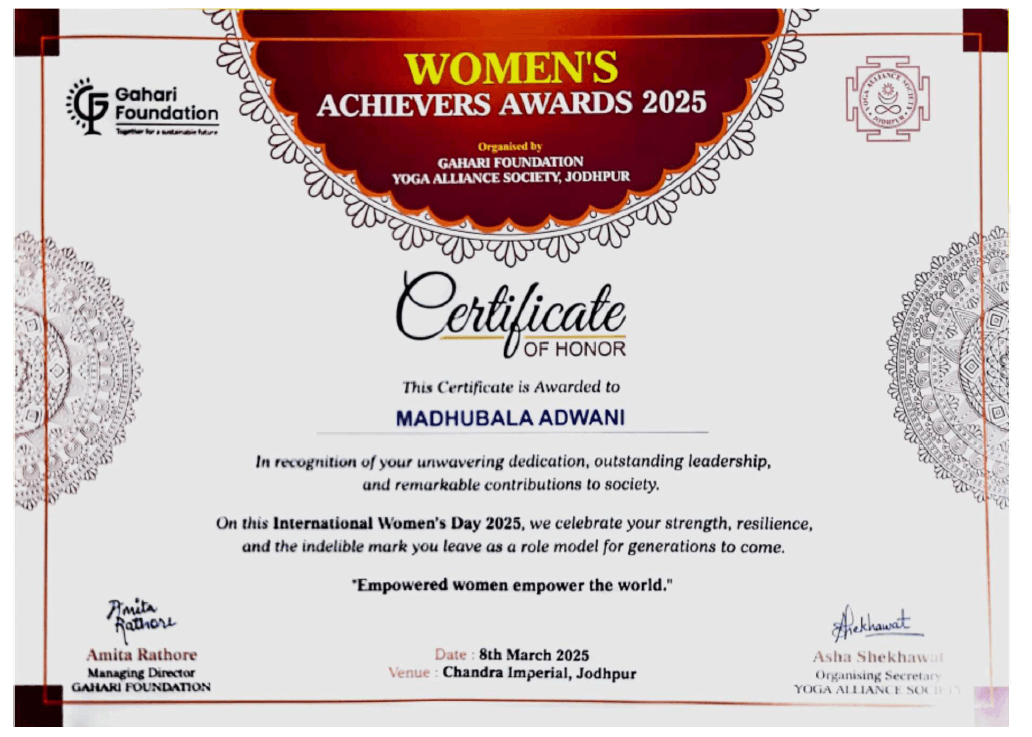 Gahari
Foundation
Together for a sustainable future
WOMEN'S
ACHIEVERS AWARDS 2025
Organised by
GAHARI FOUNDATION
YOGA ALLIANCE SOCIETY, JODHPUR
YOGA ALLIANCE SOCIETY
JODHPUR
Certificate
OF HONOR
This Certificate is Awarded to
MADHUBALA ADWANI
In recognition of your unwavering dedication, outstanding leadership,
and remarkable contributions to society.
On this International Women's Day 2025, we celebrate your strength, resilience,
and the indelible mark you leave as a role model for generations to come.
"Empowered women empower the world."
Amita
Rathore
Amita Rathore
Managing Director
GAHARI FOUNDATION
Date : 8th March 2025
Venue : Chandra Imperial, Jodhpur
AShekhawat
Asha Shekhawat
Organising Secretary
YOGA ALLIANCE SOCIETY